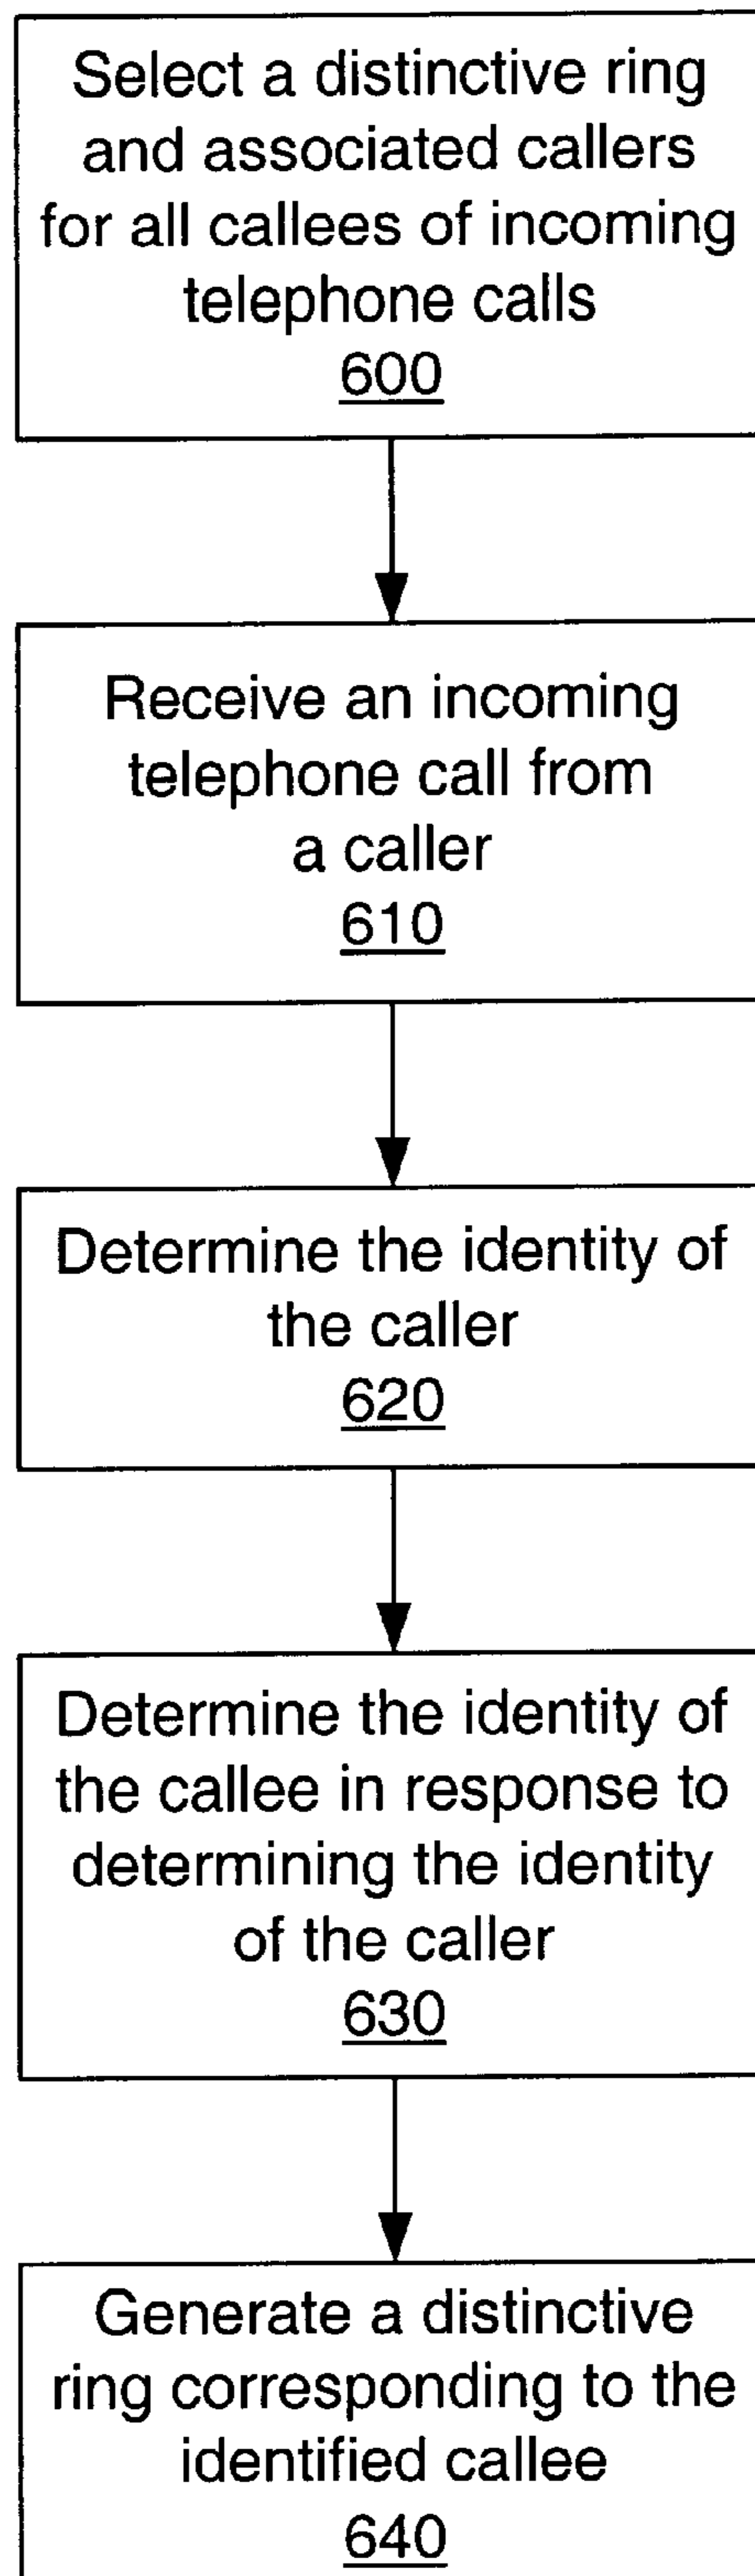 Select a distinctive ring
and associated callers
for all callees of incoming
telephone calls
600
Receive an incoming
telephone call from
a caller
610
Determine the identity of
the caller
620
Determine the identity of
the callee in response to
determining the identity
of the caller
630
Generate a distinctive
ring corresponding to the
identified callee
640